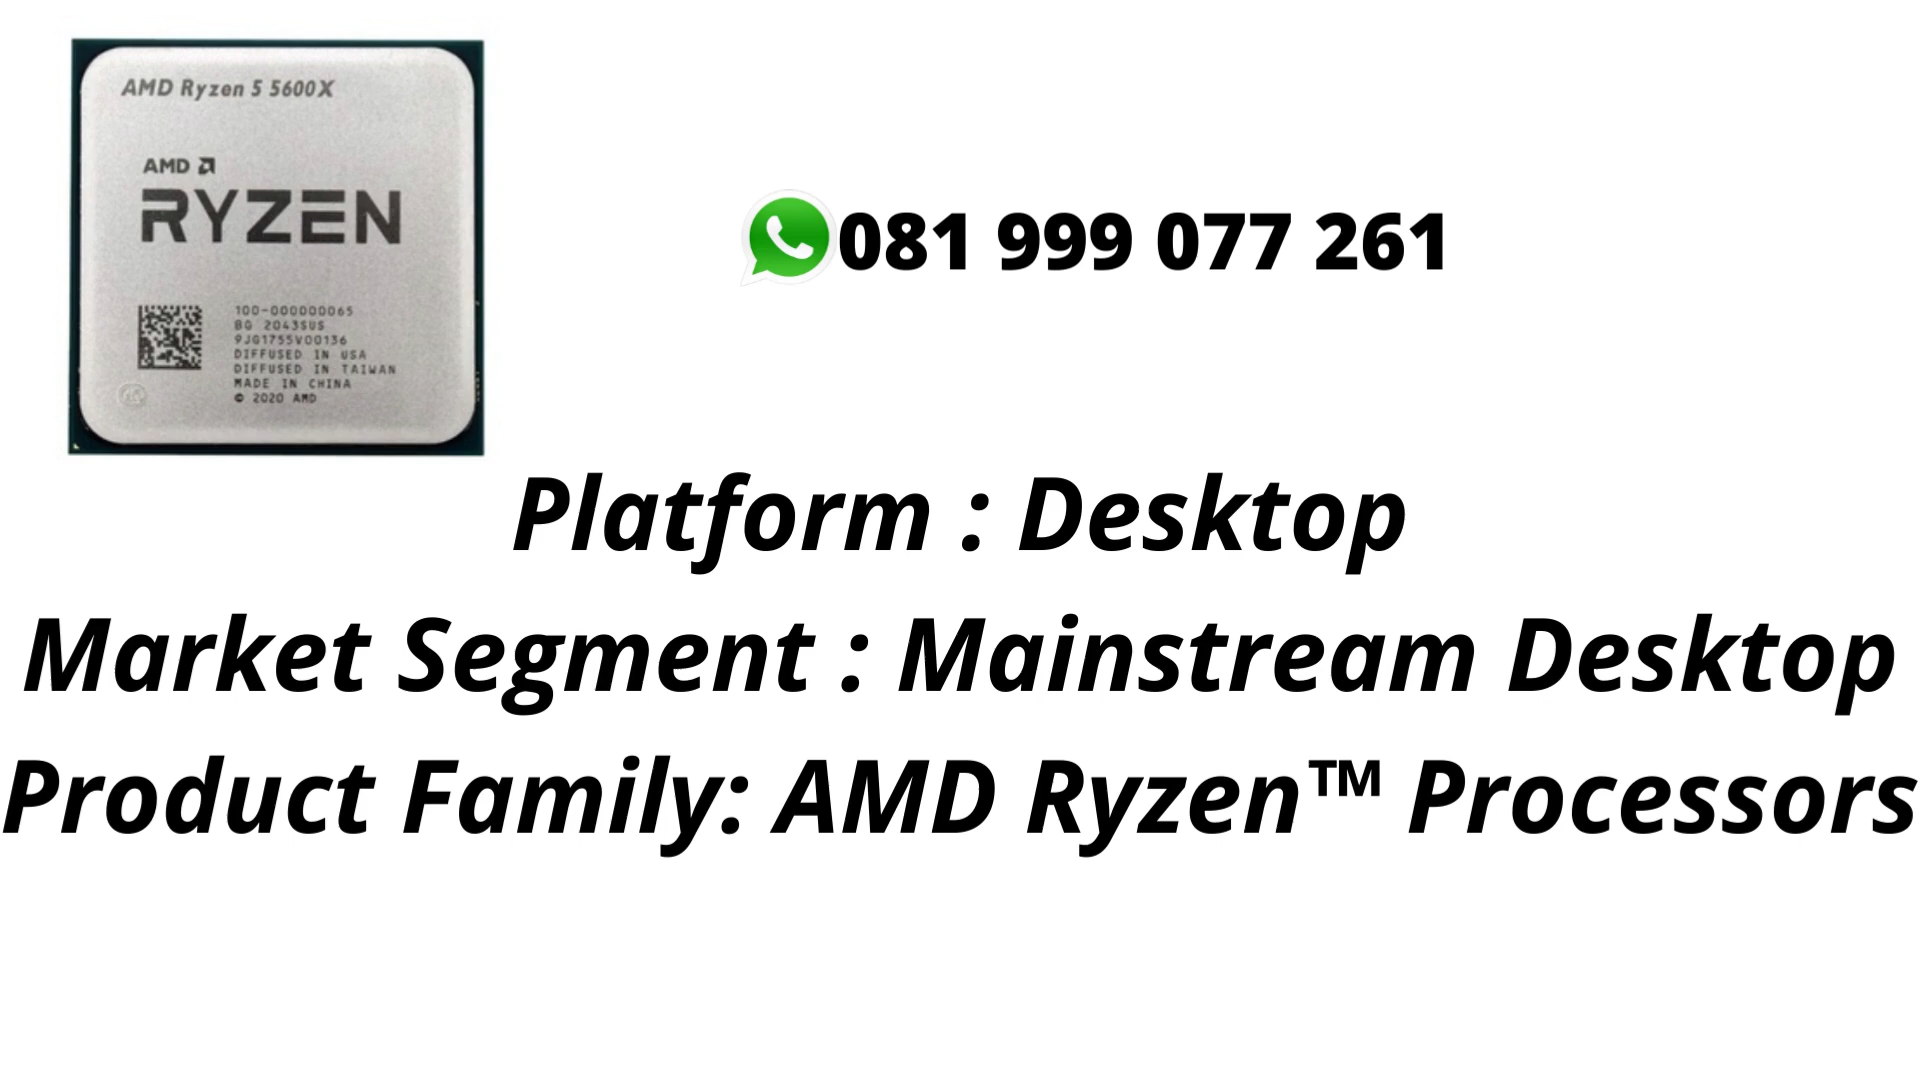 AMD Ryzen 5 5600X
AMD
RYZEN
100-000000065
BG 2043SUS
9JG1755V00136
DIFFUSED IN USA
DIFFUSED IN TAIWAN
MADE IN CHINA
© 2020 AMD
081 999 077 261
Platform : Desktop
Market Segment : Mainstream Desktop
Product Family: AMD Ryzen™ Processors